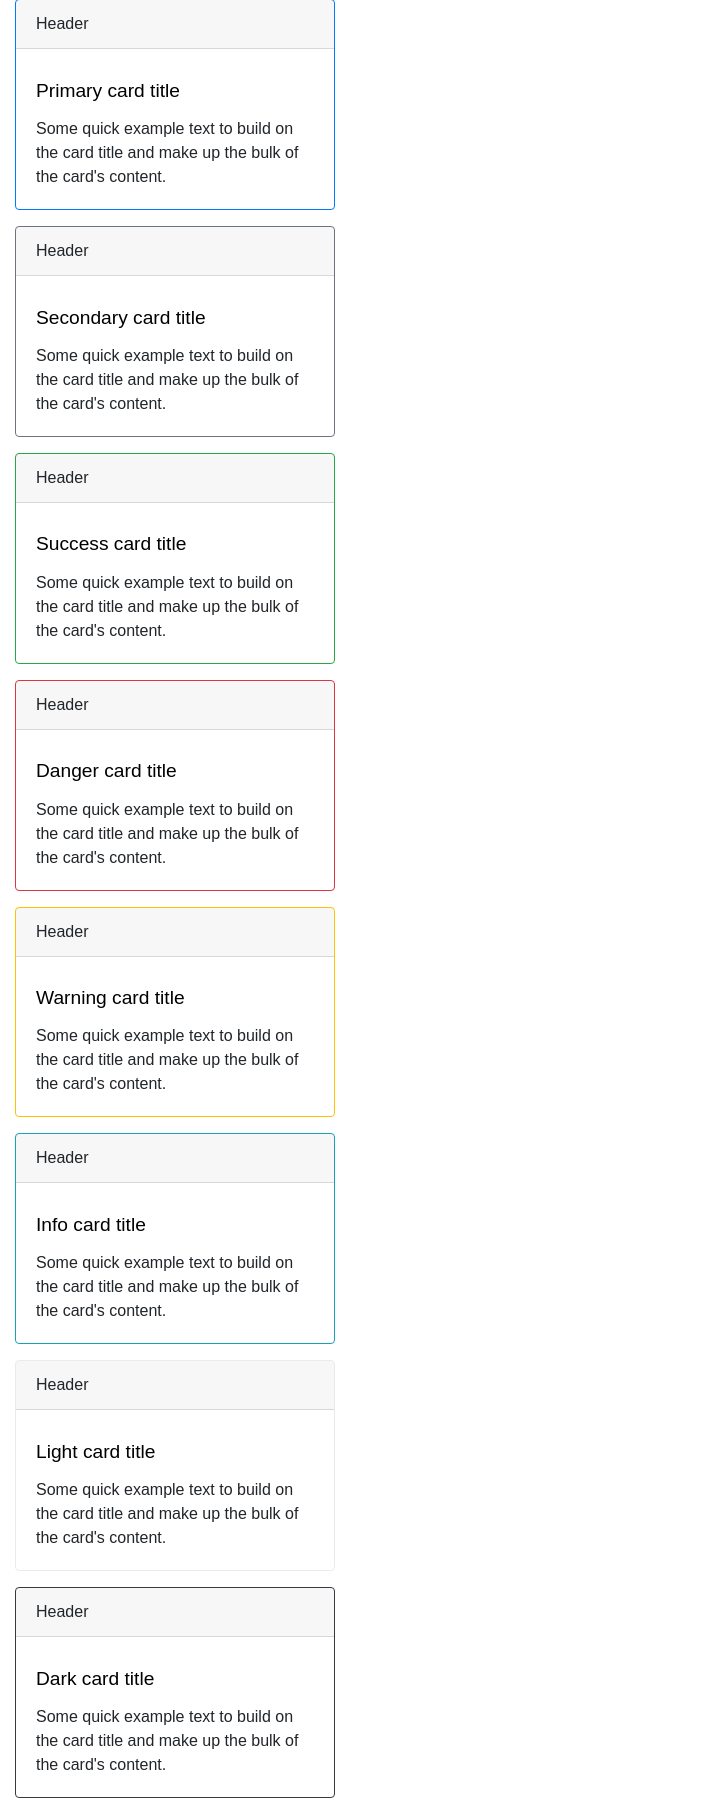 Header
Primary card title
Some quick example text to build on
the card title and make up the bulk of
the card's content.
Header
Secondary card title
Some quick example text to build on
the card title and make up the bulk of
the card's content.
Header
Success card title
Some quick example text to build on
the card title and make up the bulk of
the card's content.
Header
Danger card title
Some quick example text to build on
the card title and make up the bulk of
the card's content.
Header
Warning card title
Some quick example text to build on
the card title and make up the bulk of
the card's content.
Header
Info card title
Some quick example text to build on
the card title and make up the bulk of
the card's content.
Header
Light card title
Some quick example text to build on
the card title and make up the bulk of
the card's content.
Header
Dark card title
Some quick example text to build on
the card title and make up the bulk of
the card's content.